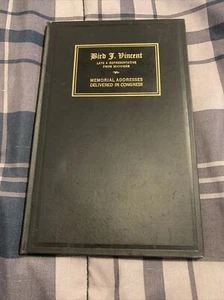 Bird J. Vincent
LATE A REPRESENTATIVE
FROM MICHIGAN
MEMORIAL ADDRESSES
DELIVERED IN CONGRESS